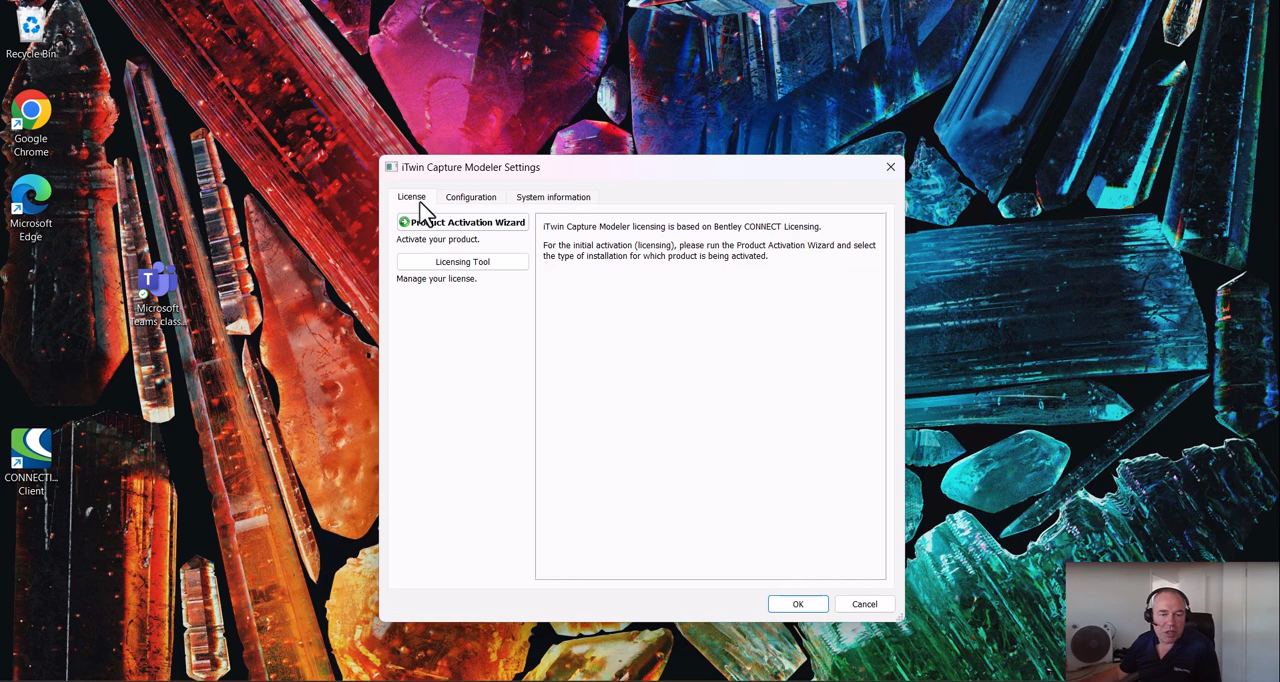 Recycle Bin
Google
Chrome
Microsoft
Edge
Microsoft
Teams class...
CONNECTI...
Client
iTwin Capture Modeler Settings
License
Configuration
System information
Product Activation Wizard
Activate your product.
Licensing Tool
Manage your license.
iTwin Capture Modeler licensing is based on Bentley CONNECT Licensing.
For the initial activation (licensing), please run the Product Activation Wizard and select
the type of installation for which product is being activated.
OK
Cancel